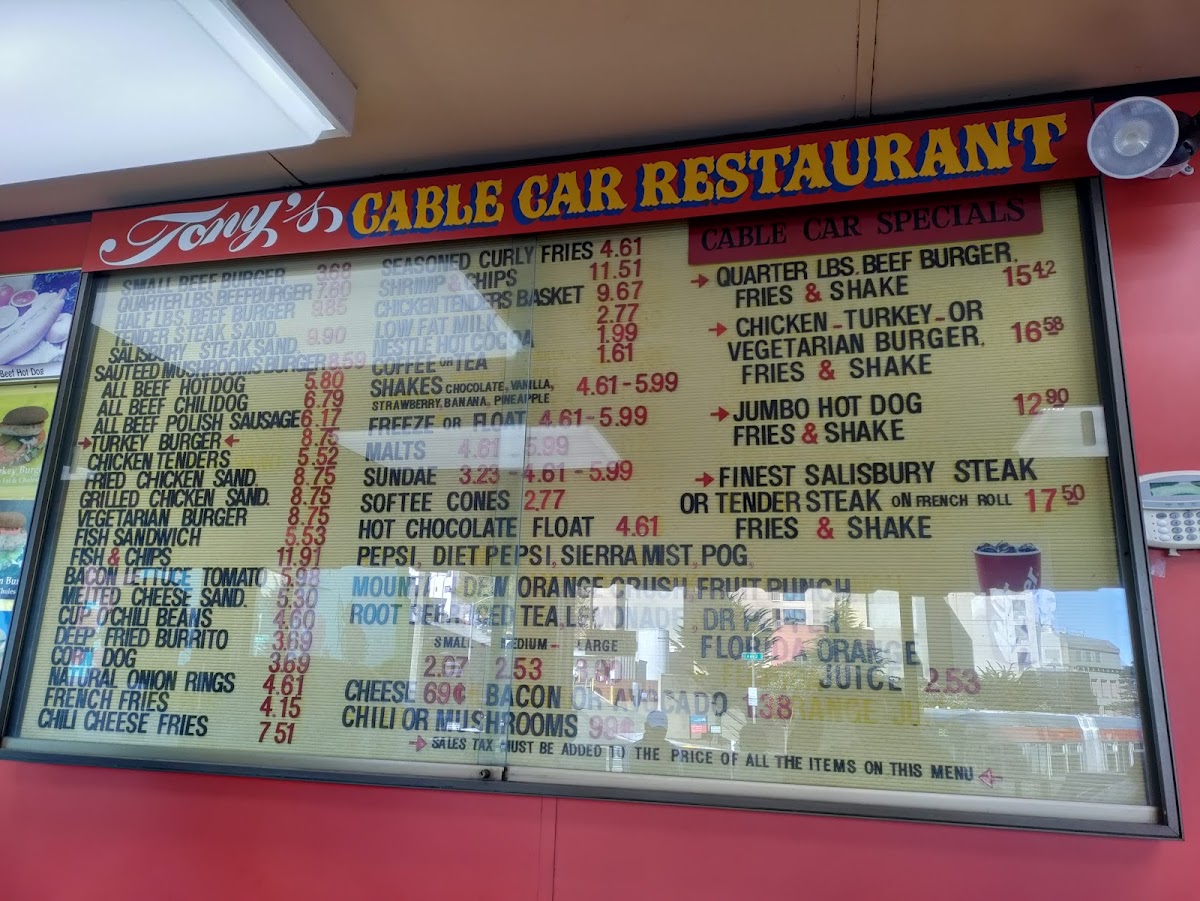 Tony's CABLE CAR RESTAURANT
SMALL BEEF BURGER 3.68
QUARTER LBS. BEEFBURGER 7.80
HALF LBS. BEEF BURGER 9.85
TENDER STEAK SAND.
SALISBURY STEAK SAND. 9.90
SAUTEED MUSHROOMS BURGER 8.59
ALL BEEF HOTDOG 5.80
ALL BEEF CHILIDOG 6.79
ALL BEEF POLISH SAUSAGE 6.17
TURKEY BURGER 8.75
CHICKEN TENDERS 5.52
FRIED CHICKEN SAND. 8.75
GRILLED CHICKEN SAND. 8.75
VEGETARIAN BURGER 8.75
FISH SANDWICH 5.53
FISH & CHIPS 11.91
BACON LETTUCE TOMATO 5.98
MELTED CHEESE SAND. 5.30
CUP O'CHILI BEANS 4.60
DEEP FRIED BURRITO 3.69
CORN DOG 3.69
NATURAL ONION RINGS 4.61
FRENCH FRIES 4.15
CHILI CHEESE FRIES 7.51
SEASONED CURLY FRIES 4.61
SHRIMP & CHIPS 11.51
CHICKEN TENDERS BASKET 9.67
LOW FAT MILK 2.77
NESTLE HOT COCOA 1.99
COFFEE OR TEA 1.61
SHAKES CHOCOLATE, VANILLA, 4.61-5.99
STRAWBERRY, BANANA, PINEAPPLE
FREEZE OR FLOAT 4.61-5.99
MALTS 4.61 5.99
SUNDAE 3.23 4.61-5.99
SOFTEE CONES 2.77
HOT CHOCOLATE FLOAT 4.61
PEPSI, DIET PEPSI, SIERRA MIST, POG,
MOUNTAIN DEW ORANGE CRUSH, FRUIT PUNCH
ROOT BEER, ICED TEA, LEMONADE, DR PEPPER
SMALL MEDIUM- LARGE
2.07 2.53
FLORIDA ORANGE
JUICE 2.53
CHEESE 69¢ BACON OR AVOCADO 1.38
CHILI OR MUSHROOMS 99¢
SALES TAX MUST BE ADDED TO THE PRICE OF ALL THE ITEMS ON THIS MENU
CABLE CAR SPECIALS
QUARTER LBS. BEEF BURGER.
FRIES & SHAKE 15.42
CHICKEN-TURKEY-OR
VEGETARIAN BURGER. 16.58
FRIES & SHAKE
JUMBO HOT DOG 12.90
FRIES & SHAKE
FINEST SALISBURY STEAK
OR TENDER STEAK ON FRENCH ROLL 17.50
FRIES & SHAKE
Beef Hot Dog